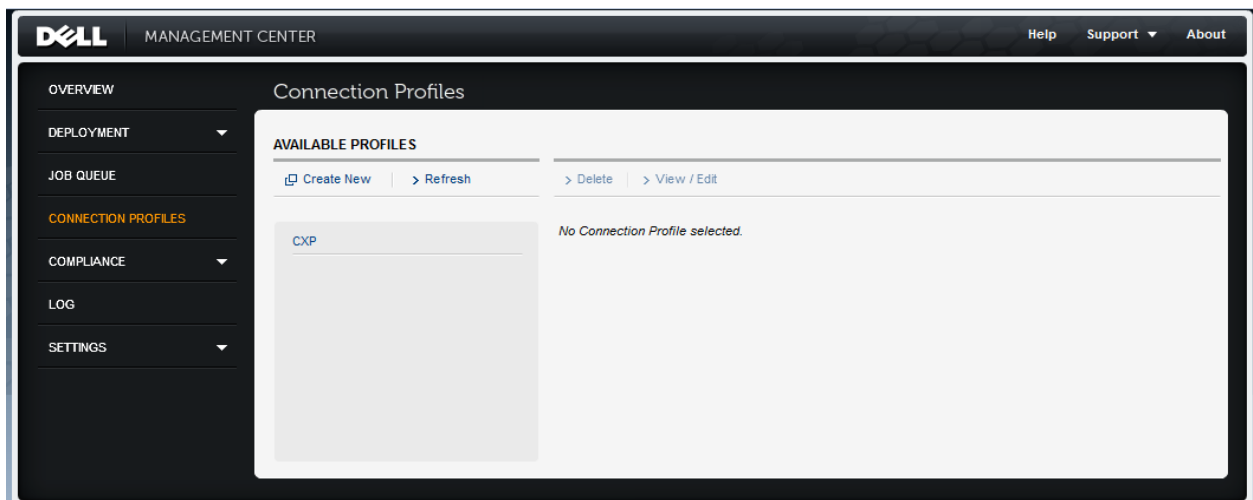 DELL MANAGEMENT CENTER
Help Support About
OVERVIEW
DEPLOYMENT
JOB QUEUE
CONNECTION PROFILES
COMPLIANCE
LOG
SETTINGS
Connection Profiles
AVAILABLE PROFILES
Create New Refresh
Delete View / Edit
CXP
No Connection Profile selected.